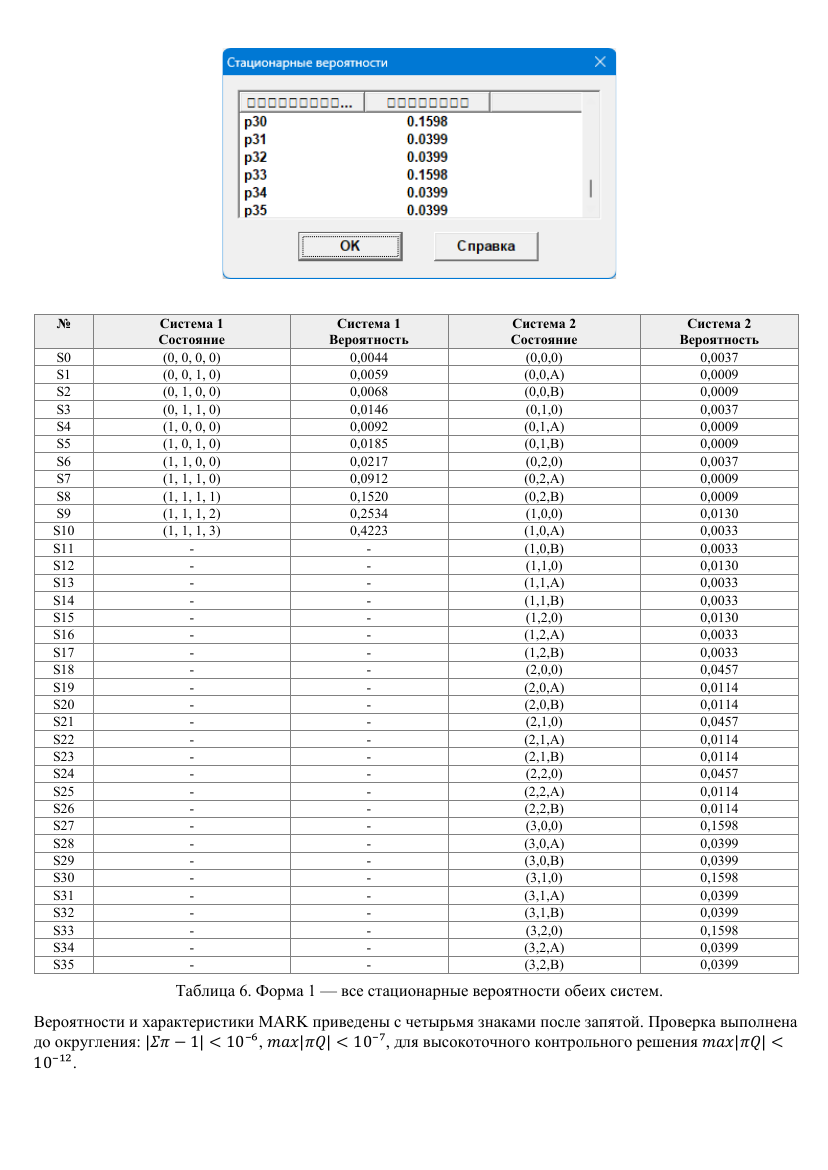 Стационарные вероятности
p30 0.1598
p31 0.0399
p32 0.0399
p33 0.1598
p34 0.0399
p35 0.0399
OK Справка
№ Система 1 Система 1 Система 2 Система 2
Состояние Вероятность Состояние Вероятность
S0 (0, 0, 0, 0) 0,0044 (0,0,0) 0,0037
S1 (0, 0, 1, 0) 0,0059 (0,0,A) 0,0009
S2 (0, 1, 0, 0) 0,0068 (0,0,B) 0,0009
S3 (0, 1, 1, 0) 0,0146 (0,1,0) 0,0037
S4 (1, 0, 0, 0) 0,0092 (0,1,A) 0,0009
S5 (1, 0, 1, 0) 0,0185 (0,1,B) 0,0009
S6 (1, 1, 0, 0) 0,0217 (0,2,0) 0,0037
S7 (1, 1, 1, 0) 0,0912 (0,2,A) 0,0009
S8 (1, 1, 1, 1) 0,1520 (0,2,B) 0,0009
S9 (1, 1, 1, 2) 0,2534 (1,0,0) 0,0130
S10 (1, 1, 1, 3) 0,4223 (1,0,A) 0,0033
S11 - - (1,0,B) 0,0033
S12 - - (1,1,0) 0,0130
S13 - - (1,1,A) 0,0033
S14 - - (1,1,B) 0,0033
S15 - - (1,2,0) 0,0130
S16 - - (1,2,A) 0,0033
S17 - - (1,2,B) 0,0033
S18 - - (2,0,0) 0,0457
S19 - - (2,0,A) 0,0114
S20 - - (2,0,B) 0,0114
S21 - - (2,1,0) 0,0457
S22 - - (2,1,A) 0,0114
S23 - - (2,1,B) 0,0114
S24 - - (2,2,0) 0,0457
S25 - - (2,2,A) 0,0114
S26 - - (2,2,B) 0,0114
S27 - - (3,0,0) 0,1598
S28 - - (3,0,A) 0,0399
S29 - - (3,0,B) 0,0399
S30 - - (3,1,0) 0,1598
S31 - - (3,1,A) 0,0399
S32 - - (3,1,B) 0,0399
S33 - - (3,2,0) 0,1598
S34 - - (3,2,A) 0,0399
S35 - - (3,2,B) 0,0399
Таблица 6. Форма 1 — все стационарные вероятности обеих систем.
Вероятности и характеристики MARK приведены с четырьмя знаками после запятой. Проверка выполнена
до округления: |Σπ − 1| < 10⁻⁶, max|πQ| < 10⁻⁷, для высокоточного контрольного решения max|πQ| <
10⁻¹².